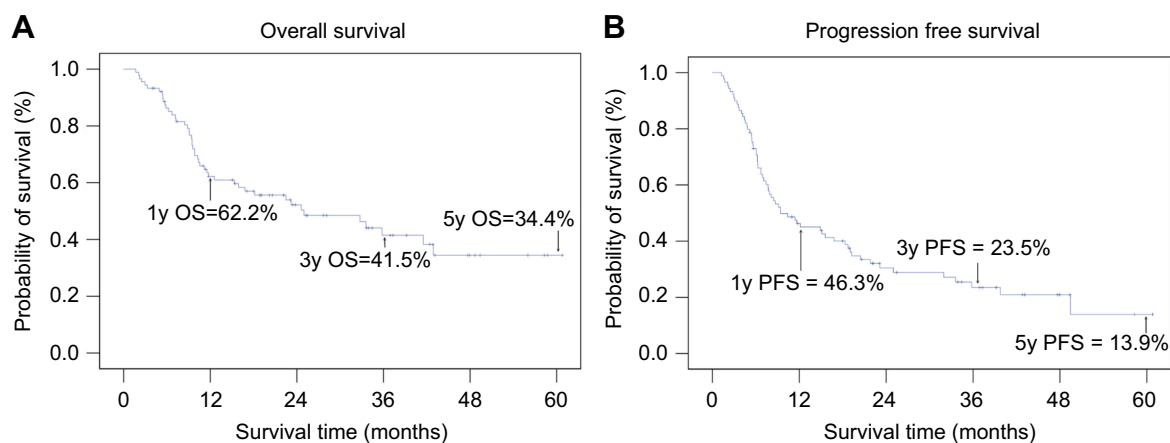 A
Overall survival
Probability of survival (%)
1.0
0.8
0.6
0.4
0.2
0.0
1y OS=62.2%
3y OS=41.5%
5y OS=34.4%
0 12 24 36 48 60
Survival time (months)
B
Progression free survival
Probability of survival (%)
1.0
0.8
0.6
0.4
0.2
0.0
1y PFS = 46.3%
3y PFS = 23.5%
5y PFS = 13.9%
0 12 24 36 48 60
Survival time (months)